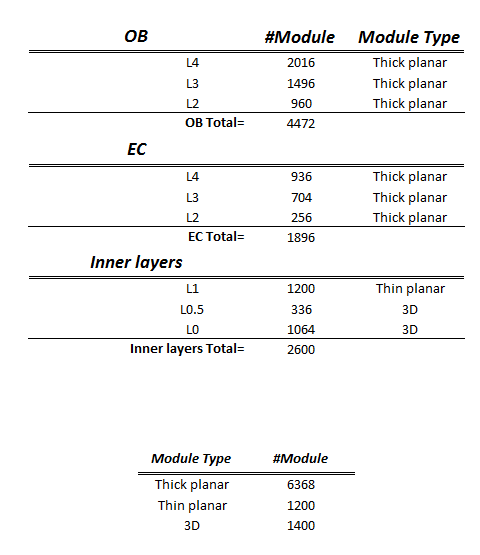 OB #Module Module Type
L4 2016 Thick planar
L3 1496 Thick planar
L2 960 Thick planar
OB Total= 4472
EC
L4 936 Thick planar
L3 704 Thick planar
L2 256 Thick planar
EC Total= 1896
Inner layers
L1 1200 Thin planar
L0.5 336 3D
L0 1064 3D
Inner layers Total= 2600
Module Type #Module
Thick planar 6368
Thin planar 1200
3D 1400